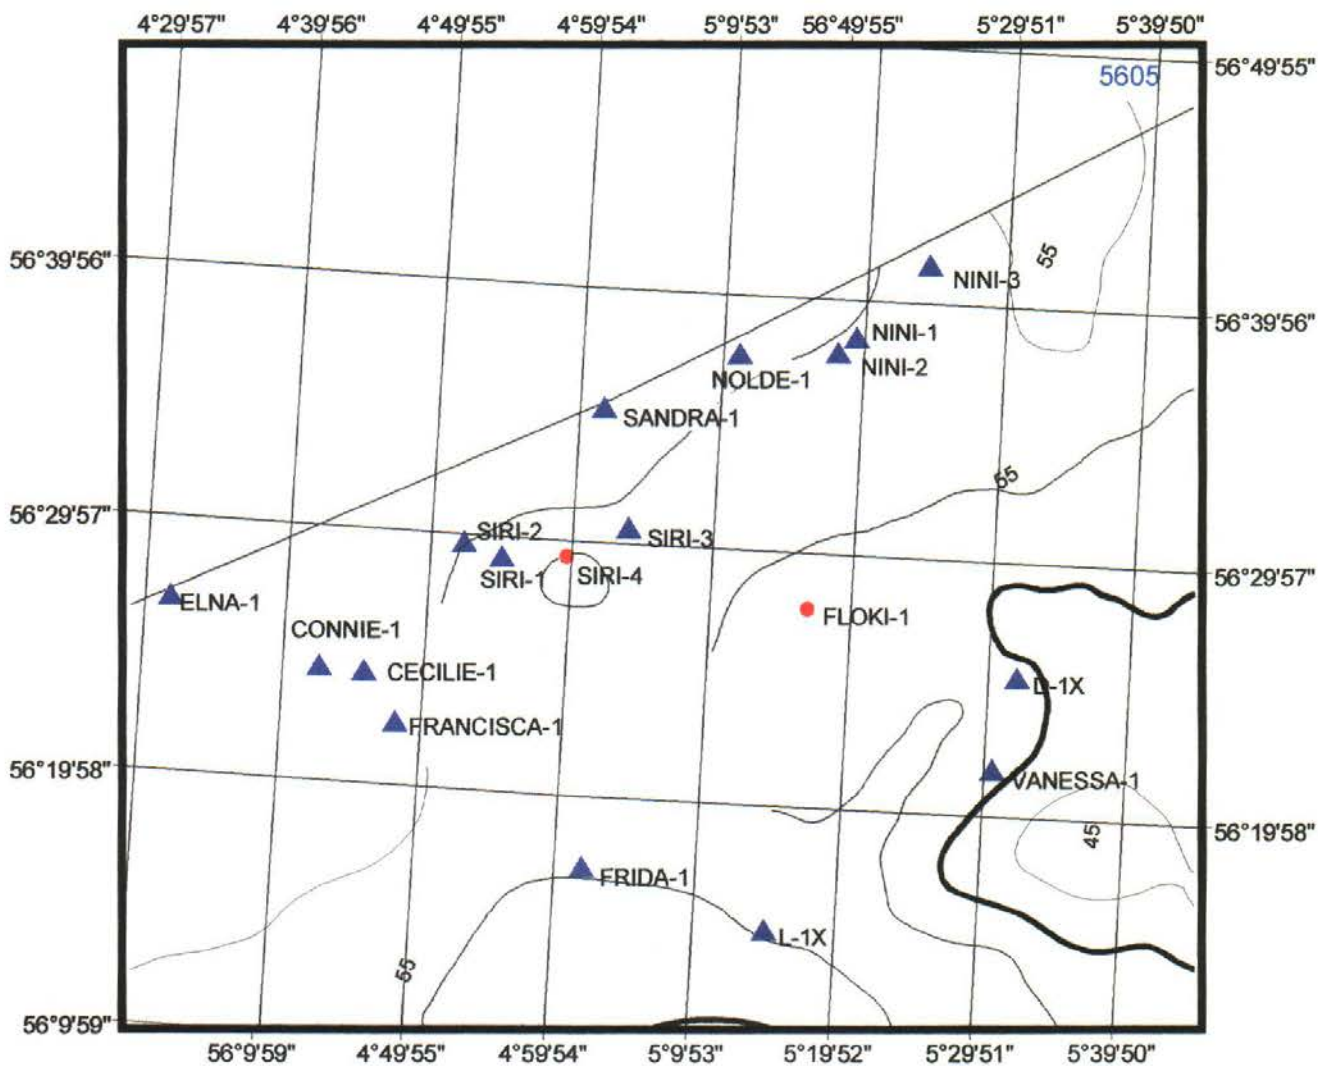 4°29'57" 4°39'56" 4°49'55" 4°59'54" 5°9'53" 56°49'55" 5°29'51" 5°39'50"
5605
56°49'55"
56°39'56"
55
NINI-3
56°39'56"
NINI-1
NINI-2
NOLDE-1
SANDRA-1
55
56°29'57"
SIRI-2
SIRI-3
SIRI-1
SIRI-4
56°29'57"
ELNA-1
FLOKI-1
CONNIE-1
CECILIE-1
D-1X
FRANCISCA-1
56°19'58"
VANESSA-1
45
56°19'58"
FRIDA-1
L-1X
55
56°9'59"
56°9'59" 4°49'55" 4°59'54" 5°9'53" 5°19'52" 5°29'51" 5°39'50"